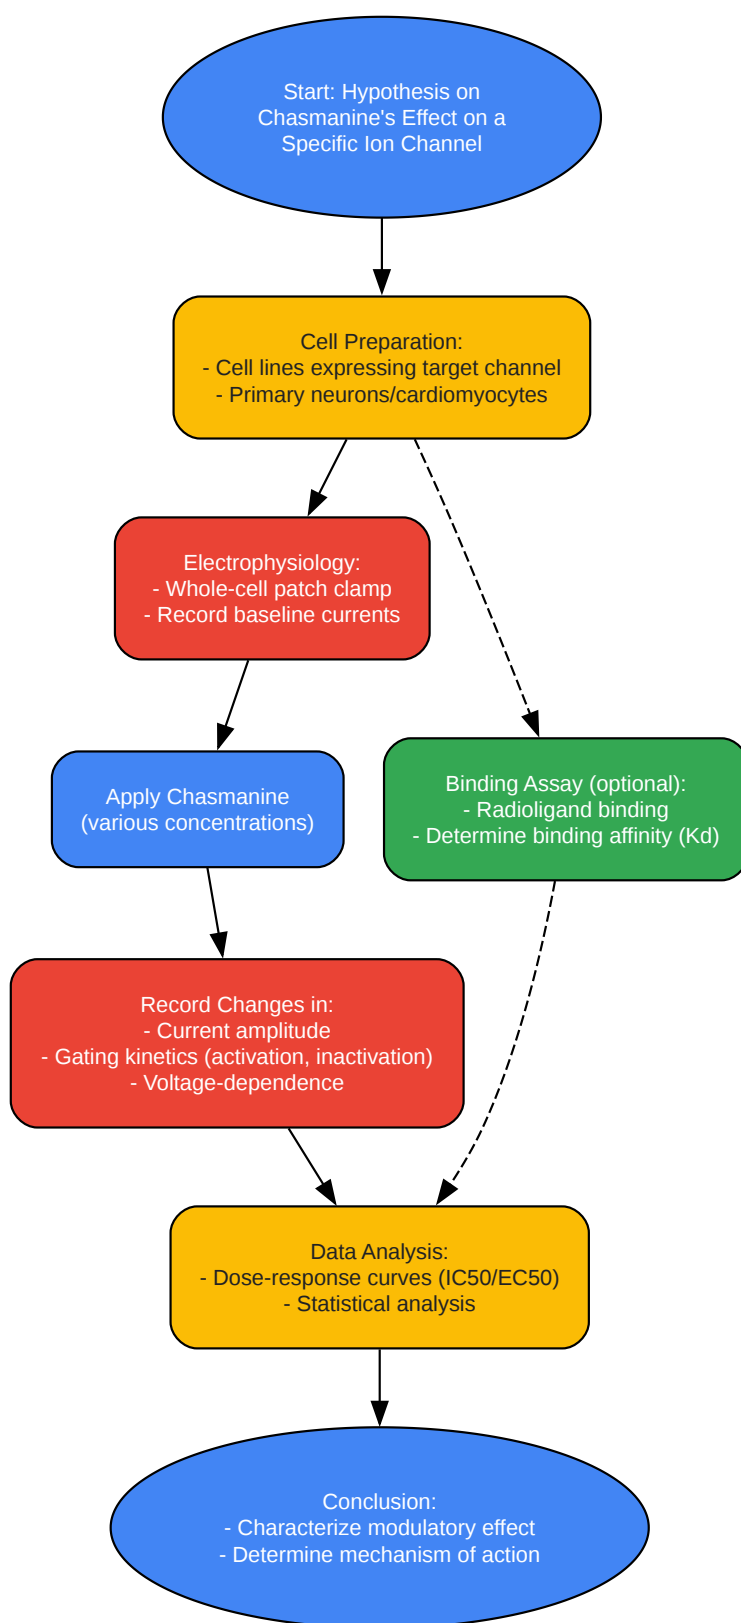 Start: Hypothesis on
Chasmanine's Effect on a
Specific Ion Channel
Cell Preparation:
- Cell lines expressing target channel
- Primary neurons/cardiomyocytes
Electrophysiology:
- Whole-cell patch clamp
- Record baseline currents
Apply Chasmanine
(various concentrations)
Binding Assay (optional):
- Radioligand binding
- Determine binding affinity (Kd)
Record Changes in:
- Current amplitude
- Gating kinetics (activation, inactivation)
- Voltage-dependence
Data Analysis:
- Dose-response curves (IC50/EC50)
- Statistical analysis
Conclusion:
- Characterize modulatory effect
- Determine mechanism of action